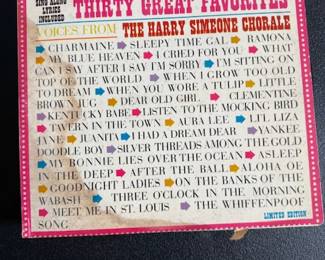 SING ALONG LYRICS INCLUDED
THIRTY GREAT FAVORITES
VOICES FROM THE HARRY SIMEONE CHORALE
CHARMAINE SLEEPY TIME GAL RAMONA
MY BLUE HEAVEN I CRIED FOR YOU WHAT
CAN I SAY AFTER I SAY I'M SORRY I'M SITTING ON
TOP OF THE WORLD WHEN I GROW TOO OLD
TO DREAM WHEN YOU WORE A TULIP LITTLE
BROWN JUG DEAR OLD GIRL CLEMENTINE
KENTUCKY BABE LISTEN TO THE MOCKING BIRD
TAVERN IN THE TOWN AURA LEE LI'L LIZA
JANE JEANNIE I HAD A DREAM DEAR YANKEE
DOODLE BOY SILVER THREADS AMONG THE GOLD
MY BONNIE LIES OVER THE OCEAN ASLEEP
IN THE DEEP AFTER THE BALL ALOHA OE
GOODNIGHT LADIES ON THE BANKS OF THE
WABASH THREE O'CLOCK IN THE MORNING
MEET ME IN ST. LOUIS THE WHIFFENPOOF
SONG
LIMITED EDITION